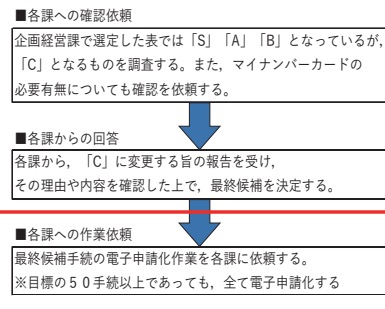 ■各課への確認依頼
企画経営課で選定した表では「S」「A」「B」となっているが，
「C」となるものを調査する。また，マイナンバーカードの
必要有無についても確認を依頼する。
■各課からの回答
各課から，「C」に変更する旨の報告を受け，
その理由や内容を確認した上で，最終候補を決定する。
■各課への作業依頼
最終候補手続の電子申請化作業を各課に依頼する。
※目標の５０手続以上であっても，全て電子申請化する